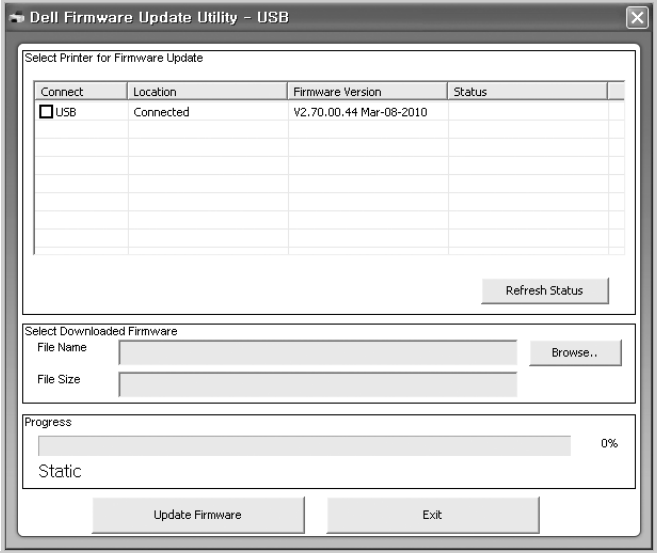 Dell Firmware Update Utility - USB
Select Printer for Firmware Update
Connect Location Firmware Version Status
USB Connected V2.70.00.44 Mar-08-2010
Refresh Status
Select Downloaded Firmware
File Name
Browse..
File Size
Progress
0%
Static
Update Firmware Exit